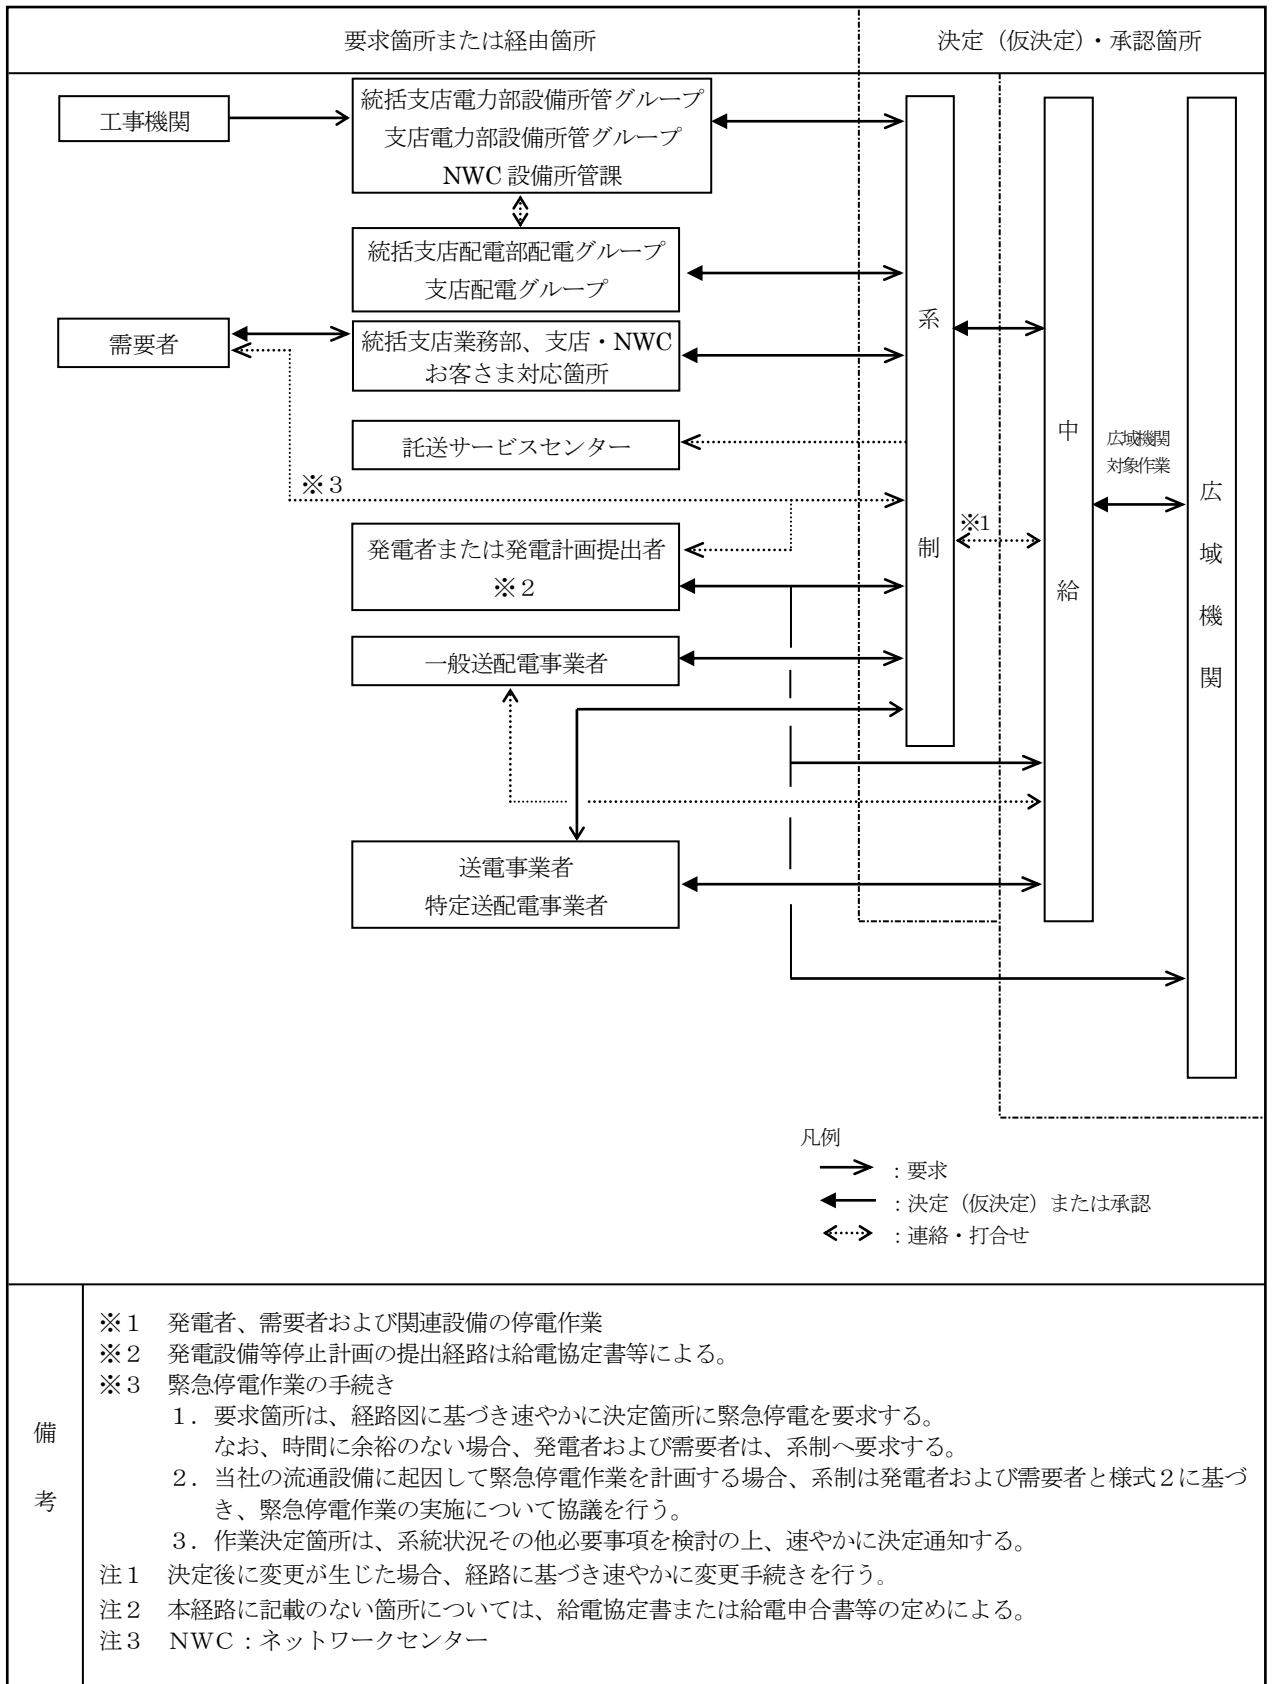 要求箇所または経由箇所
決定（仮決定）・承認箇所
工事機関
統括支店電力部設備所管グループ
支店電力部設備所管グループ
NWC 設備所管課
統括支店配電部配電グループ
支店配電グループ
需要者
統括支店業務部、支店・NWC
お客さま対応箇所
託送サービスセンター
※３
発電者または発電計画提出者
※２
一般送配電事業者
送電事業者
特定送配電事業者
系制
※1
中給
広域機関
対象作業
広域機関
凡例
：要求
：決定（仮決定）または承認
：連絡・打合せ
備考
※１　発電者、需要者および関連設備の停電作業
※２　発電設備等停止計画の提出経路は給電協定書等による。
※３　緊急停電作業の手続き
１．要求箇所は、経路図に基づき速やかに決定箇所に緊急停電を要求する。
なお、時間に余裕のない場合、発電者および需要者は、系制へ要求する。
２．当社の流通設備に起因して緊急停電作業を計画する場合、系制は発電者および需要者と様式２に基づ
き、緊急停電作業の実施について協議を行う。
３．作業決定箇所は、系統状況その他必要事項を検討の上、速やかに決定通知する。
注１　決定後に変更が生じた場合、経路に基づき速やかに変更手続きを行う。
注２　本経路に記載のない箇所については、給電協定書または給電申合書等の定めによる。
注３　ＮＷＣ：ネットワークセンター